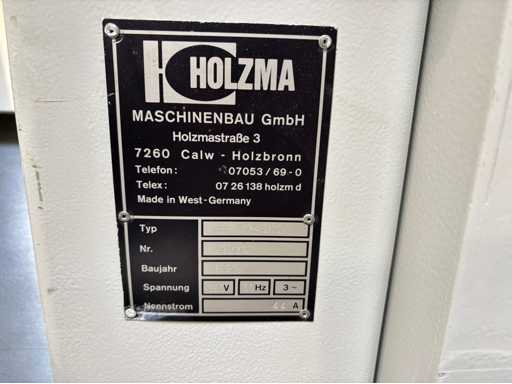 HOLZMA
MASCHINENBAU GmbH
Holzmastraße 3
7260 Calw - Holzbronn
Telefon: 07053/69-0
Telex: 07 26 138 holzm d
Made in West-Germany
Typ
Nr.
Baujahr
Spannung V Hz 3~
Nennstrom 44 A